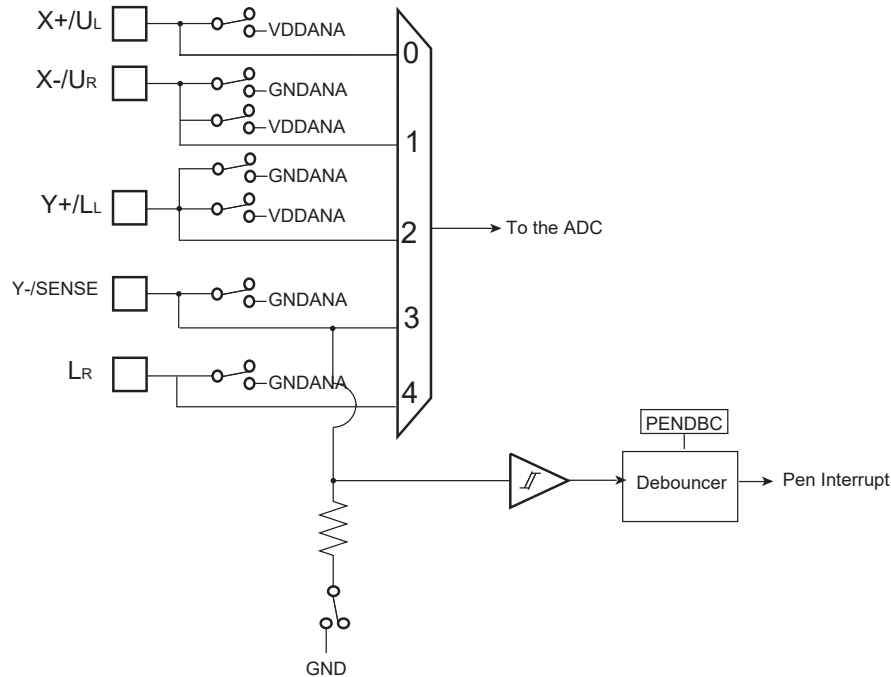 X+/UL
VDDANA
0
X-/UR
GNDANA
VDDANA
1
GNDANA
Y+/LL
VDDANA
2
To the ADC
Y-/SENSE
GNDANA
3
LR
GNDANA
4
PENDBC
Debouncer
Pen Interrupt
GND